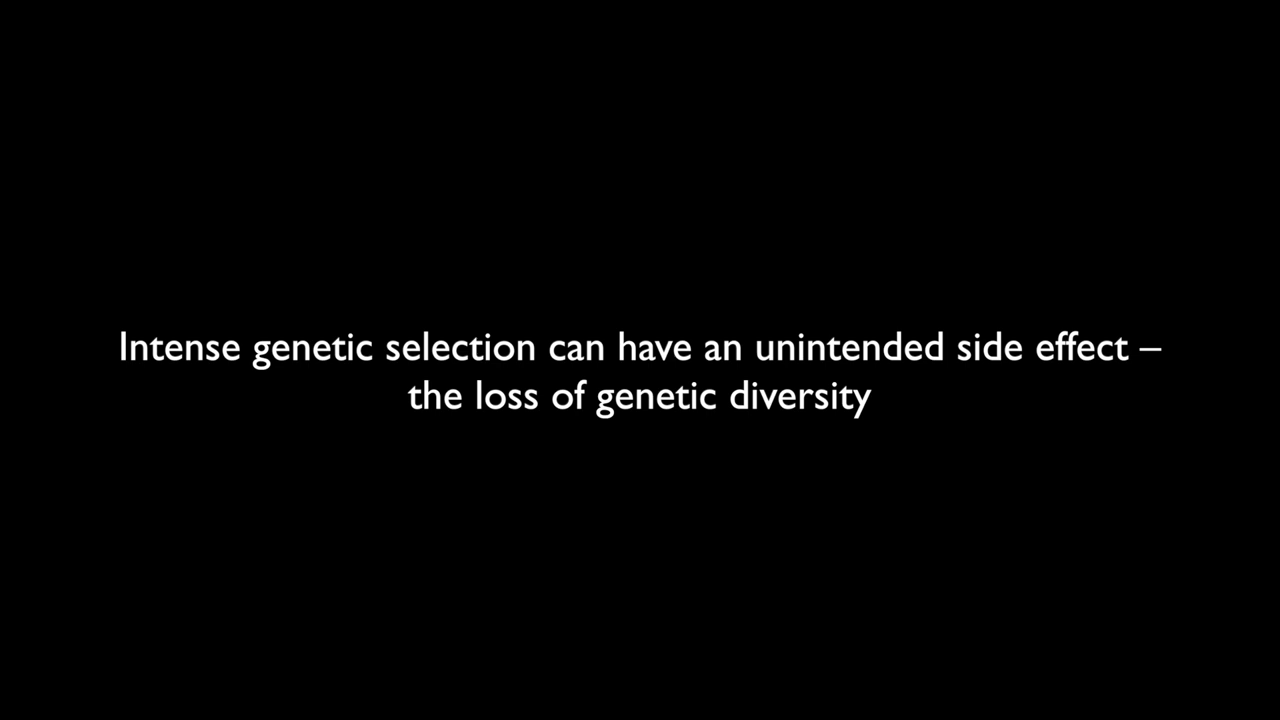 Intense genetic selection can have an unintended side effect –
the loss of genetic diversity